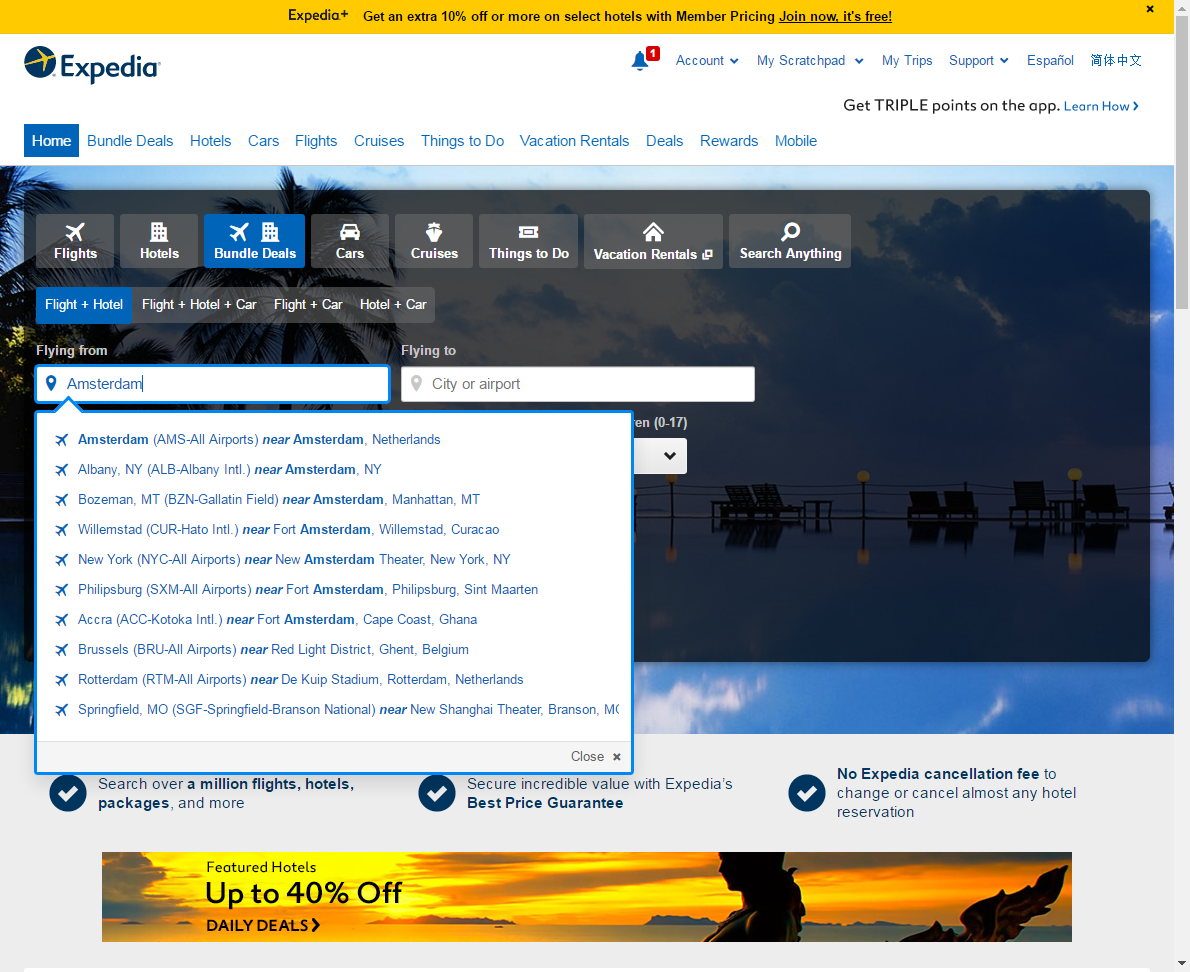 Expedia+ Get an extra 10% off or more on select hotels with Member Pricing Join now, it's free!
Expedia
1
Account My Scratchpad My Trips Support Español 简体中文
Get TRIPLE points on the app. Learn How
Home Bundle Deals Hotels Cars Flights Cruises Things to Do Vacation Rentals Deals Rewards Mobile
Flights Hotels Bundle Deals Cars Cruises Things to Do Vacation Rentals Search Anything
Flight + Hotel Flight + Hotel + Car Flight + Car Hotel + Car
Flying from Flying to
Amsterdam City or airport
(0-17)
Amsterdam (AMS-All Airports) near Amsterdam, Netherlands
Albany, NY (ALB-Albany Intl.) near Amsterdam, NY
Bozeman, MT (BZN-Gallatin Field) near Amsterdam, Manhattan, MT
Willemstad (CUR-Hato Intl.) near Fort Amsterdam, Willemstad, Curacao
New York (NYC-All Airports) near New Amsterdam Theater, New York, NY
Philipsburg (SXM-All Airports) near Fort Amsterdam, Philipsburg, Sint Maarten
Accra (ACC-Kotoka Intl.) near Fort Amsterdam, Cape Coast, Ghana
Brussels (BRU-All Airports) near Red Light District, Ghent, Belgium
Rotterdam (RTM-All Airports) near De Kuip Stadium, Rotterdam, Netherlands
Springfield, MO (SGF-Springfield-Branson National) near New Shanghai Theater, Branson,
Close
Search over a million flights, hotels,
packages, and more
Secure incredible value with Expedia’s
Best Price Guarantee
No Expedia cancellation fee to
change or cancel almost any hotel
reservation
Featured Hotels
Up to 40% Off
DAILY DEALS